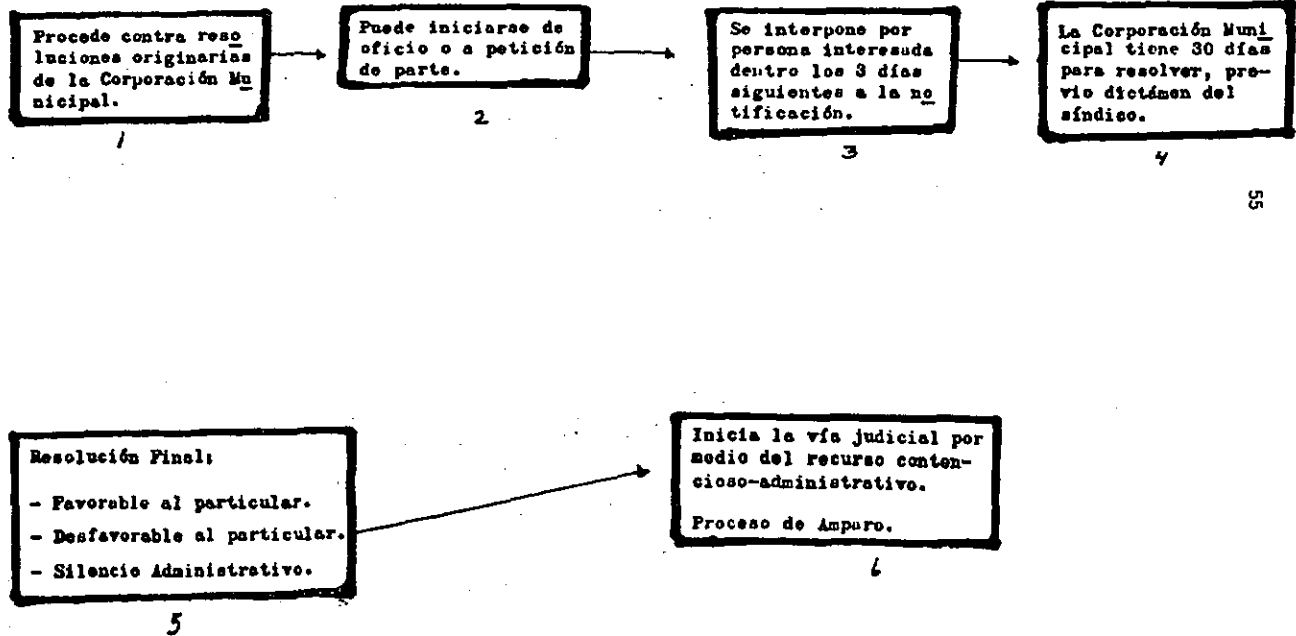 Procede contra reso
luciones originarias
de la Corporación Mu
nicipal.
1
Puede iniciarse de
oficio o a petición
de parte.
2
Se interpone por
persona interesada
dentro los 3 días
siguientes a la no
tificación.
3
La Corporación Muni
cipal tiene 30 días
para resolver, pre-
vio dictámen del
síndico.
4
55
Resolución Final:
- Favorable al particular.
- Desfavorable al particular.
- Silencio Administrativo.
5
Inicia la vía judicial por
medio del recurso conten-
cioso-administrativo.
Proceso de Amparo.
6